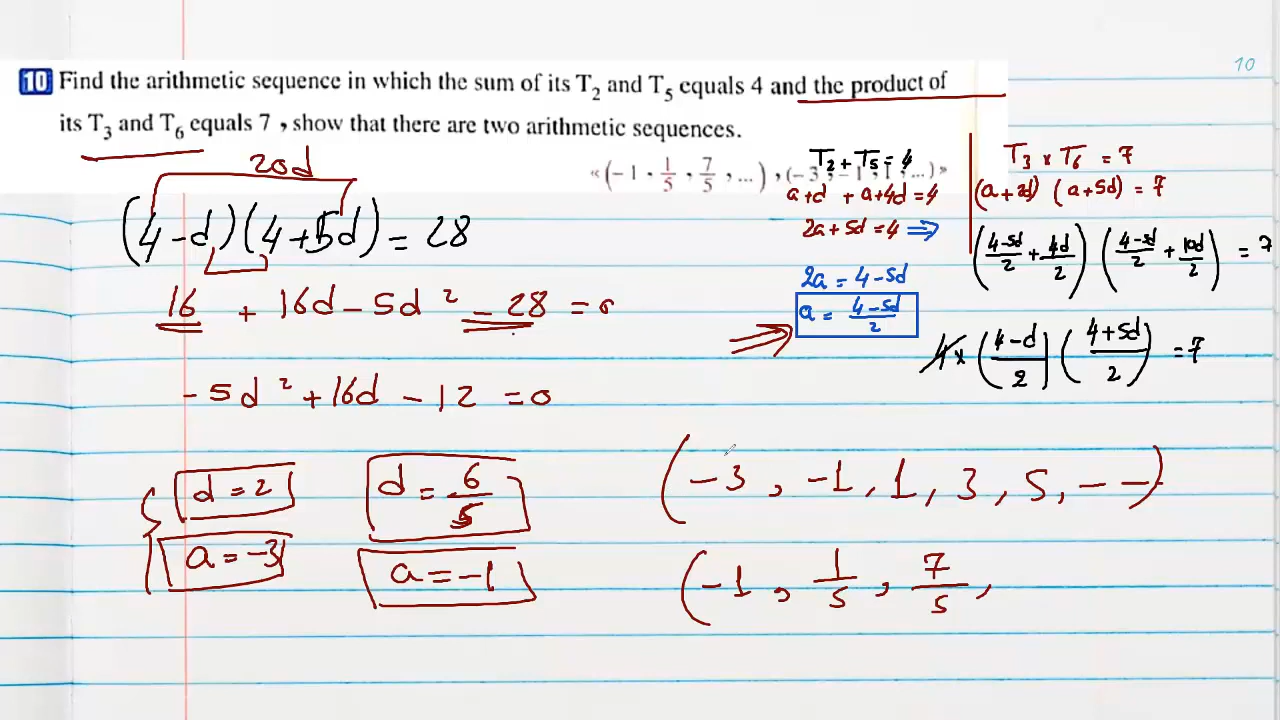 10
10 Find the arithmetic sequence in which the sum of its T₂ and T₅ equals 4 and the product of
its T₃ and T₆ equals 7 , show that there are two arithmetic sequences.
«(−1 , 1/5 , 7/5 , ...) , (−3 , −1 , 1 , ...)»
20d
(4-d)(4+5d) = 28
16 + 16d - 5d² - 28 = 0
-5d² + 16d - 12 = 0
d = 2
a = -3
d = 6/5
a = -1
T₂ + T₅ = 4
a+d + a+4d = 4
2a + 5d = 4 ⇒
2a = 4-5d
a = (4-5d)/2
T₃ × T₆ = 7
(a+2d) (a+5d) = 7
((4-5d)/2 + 4d/2) ((4-5d)/2 + 10d/2) = 7
4 × ((4-d)/2) ((4+5d)/2) = 7
(-3, -1, 1, 3, 5, - -)
(-1, 1/5, 7/5,